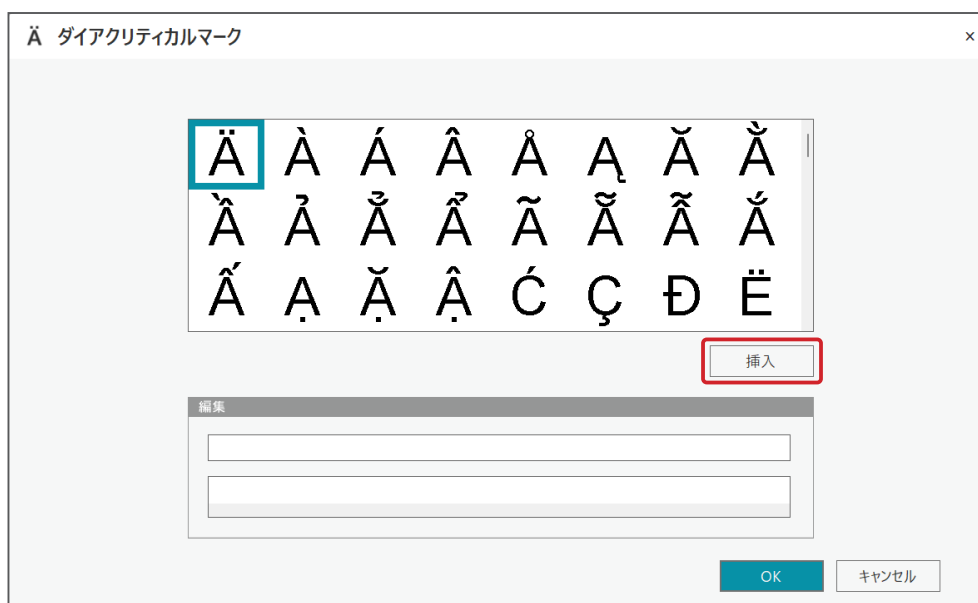 Ä ダイアクリティカルマーク ×
Ä À Á Â Å Ą Ă Ằ
Ầ Ả Ẳ Ẩ Ã Ẵ Ẫ Ắ
Ấ Ạ Ặ Ậ Ć Ç Đ Ë
挿入
編集
OK キャンセル